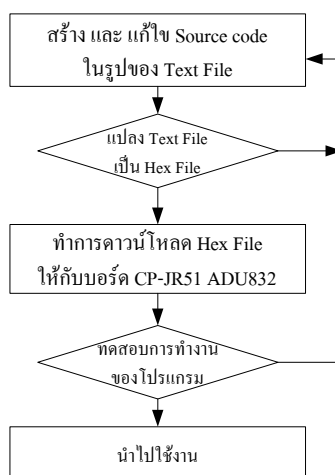 สร้าง และ แก้ไข Source code
ในรูปของ Text File
แปลง Text File
เป็น Hex File
ทำการดาวน์โหลด Hex File
ให้กับบอร์ด CP-JR51 ADU832
ทดสอบการทำงาน
ของโปรแกรม
นำไปใช้งาน